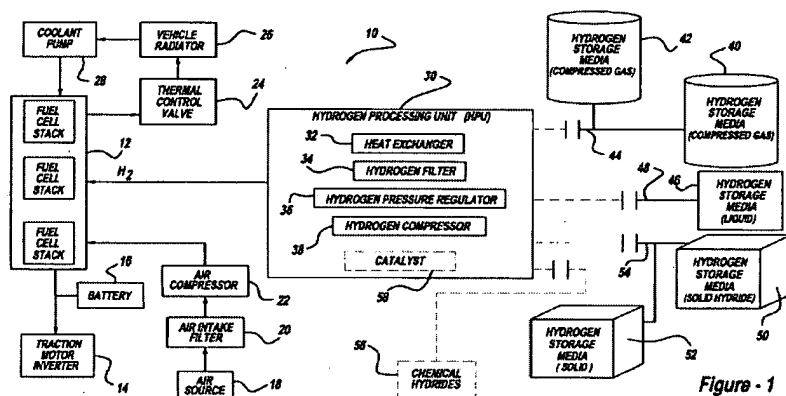 COOLANT
PUMP
28
VEHICLE
RADIATOR
26
THERMAL
CONTROL
VALVE
24
FUEL
CELL
STACK
FUEL
CELL
STACK
FUEL
CELL
STACK
12
H2
16
BATTERY
TRACTION
MOTOR
INVERTER
14
AIR
COMPRESSOR
22
AIR INTAKE
FILTER
20
AIR
SOURCE
18
10
30
HYDROGEN PROCESSING UNIT (HPU)
32
HEAT EXCHANGER
34
HYDROGEN FILTER
36
HYDROGEN PRESSURE REGULATOR
38
HYDROGEN COMPRESSOR
CATALYST
58
56
CHEMICAL
HYDRIDES
HYDROGEN
STORAGE
MEDIA
(COMPRESSED GAS)
42
40
HYDROGEN
STORAGE
MEDIA
(COMPRESSED GAS)
44
48
46
HYDROGEN
STORAGE
MEDIA
(LIQUID)
54
HYDROGEN
STORAGE
MEDIA
(SOLID HYDRIDE)
50
HYDROGEN
STORAGE
MEDIA
(SOLID)
52
Figure - 1